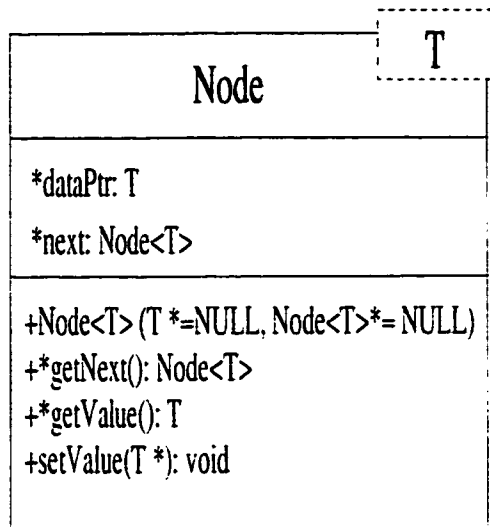 T
Node
*dataPtr: T
*next: Node<T>
+Node<T>(T *=NULL, Node<T>*= NULL)
+*getNext(): Node<T>
+*getValue(): T
+setValue(T *): void